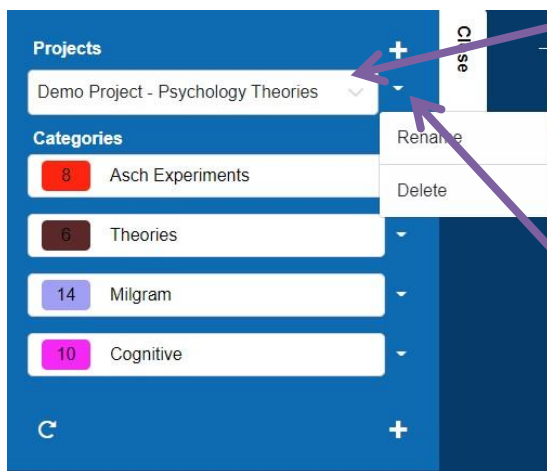 Projects
Close
Demo Project - Psychology Theories
Categories
Rename
Delete
8 Asch Experiments
6 Theories
14 Milgram
10 Cognitive